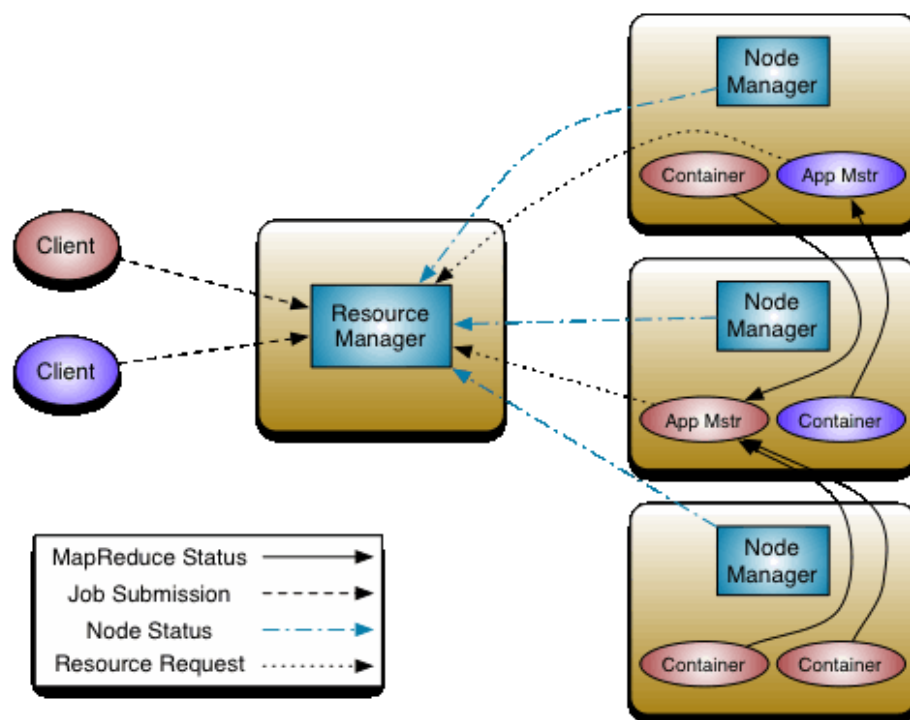 Node
Manager
Container
App Mstr
Client
Resource
Manager
Client
Node
Manager
App Mstr
Container
Node
Manager
Container
Container
MapReduce Status
Job Submission
Node Status
Resource Request